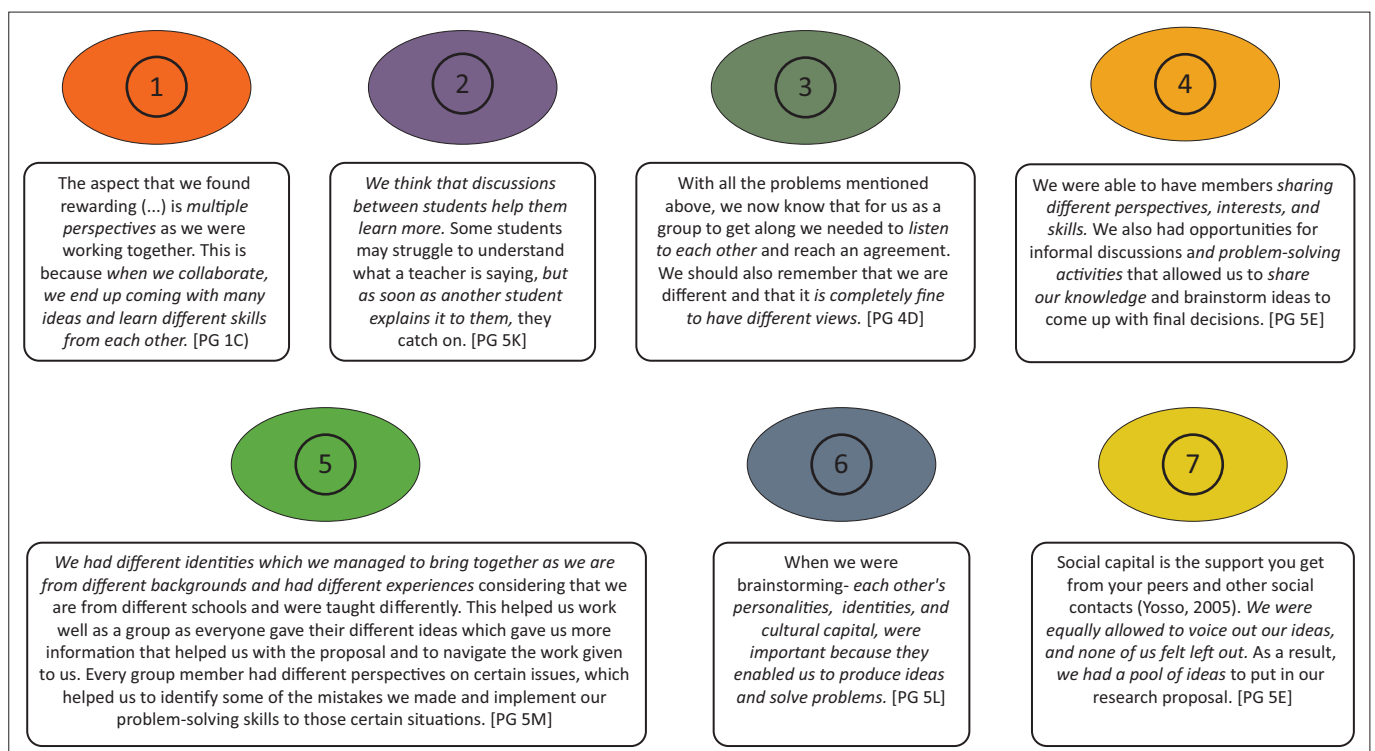 1
The aspect that we found
rewarding (...) is multiple
perspectives as we were
working together. This is
because when we collaborate,
we end up coming with many
ideas and learn different skills
from each other. [PG 1C)
2
We think that discussions
between students help them
learn more. Some students
may struggle to understand
what a teacher is saying, but
as soon as another student
explains it to them, they
catch on. [PG 5K]
3
With all the problems mentioned
above, we now know that for us as a
group to get along we needed to listen
to each other and reach an agreement.
We should also remember that we are
different and that it is completely fine
to have different views. [PG 4D]
4
We were able to have members sharing
different perspectives, interests, and
skills. We also had opportunities for
informal discussions and problem-solving
activities that allowed us to share
our knowledge and brainstorm ideas to
come up with final decisions. [PG 5E]
5
We had different identities which we managed to bring together as we are
from different backgrounds and had different experiences considering that we
are from different schools and were taught differently. This helped us work
well as a group as everyone gave their different ideas which gave us more
information that helped us with the proposal and to navigate the work given
to us. Every group member had different perspectives on certain issues, which
helped us to identify some of the mistakes we made and implement our
problem-solving skills to those certain situations. [PG 5M]
6
When we were
brainstorming- each other's
personalities, identities, and
cultural capital, were
important because they
enabled us to produce ideas
and solve problems. [PG 5L]
7
Social capital is the support you get
from your peers and other social
contacts (Yosso, 2005). We were
equally allowed to voice out our ideas,
and none of us felt left out. As a result,
we had a pool of ideas to put in our
research proposal. [PG 5E]